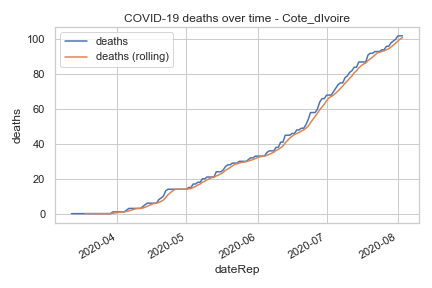 COVID-19 deaths over time - Cote_dIvoire
deaths
deaths (rolling)
deaths
100
80
60
40
20
0
2020-04
2020-05
2020-06
2020-07
2020-08
dateRep